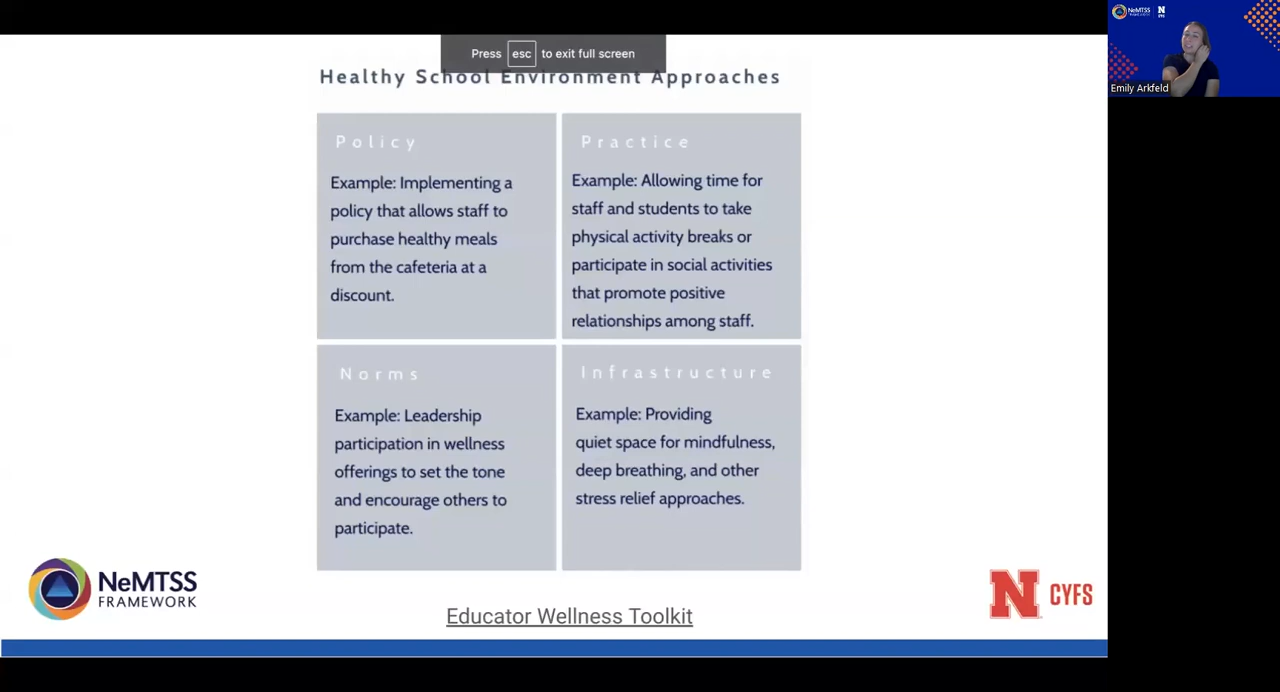 Press esc to exit full screen
Healthy School Environment Approaches
Policy
Example: Implementing a
policy that allows staff to
purchase healthy meals
from the cafeteria at a
discount.
Practice
Example: Allowing time for
staff and students to take
physical activity breaks or
participate in social activities
that promote positive
relationships among staff.
Norms
Example: Leadership
participation in wellness
offerings to set the tone
and encourage others to
participate.
Infrastructure
Example: Providing
quiet space for mindfulness,
deep breathing, and other
stress relief approaches.
NeMTSS
FRAMEWORK
Educator Wellness Toolkit
N CYFS
NeMTSS
N
Emily Arkfeld